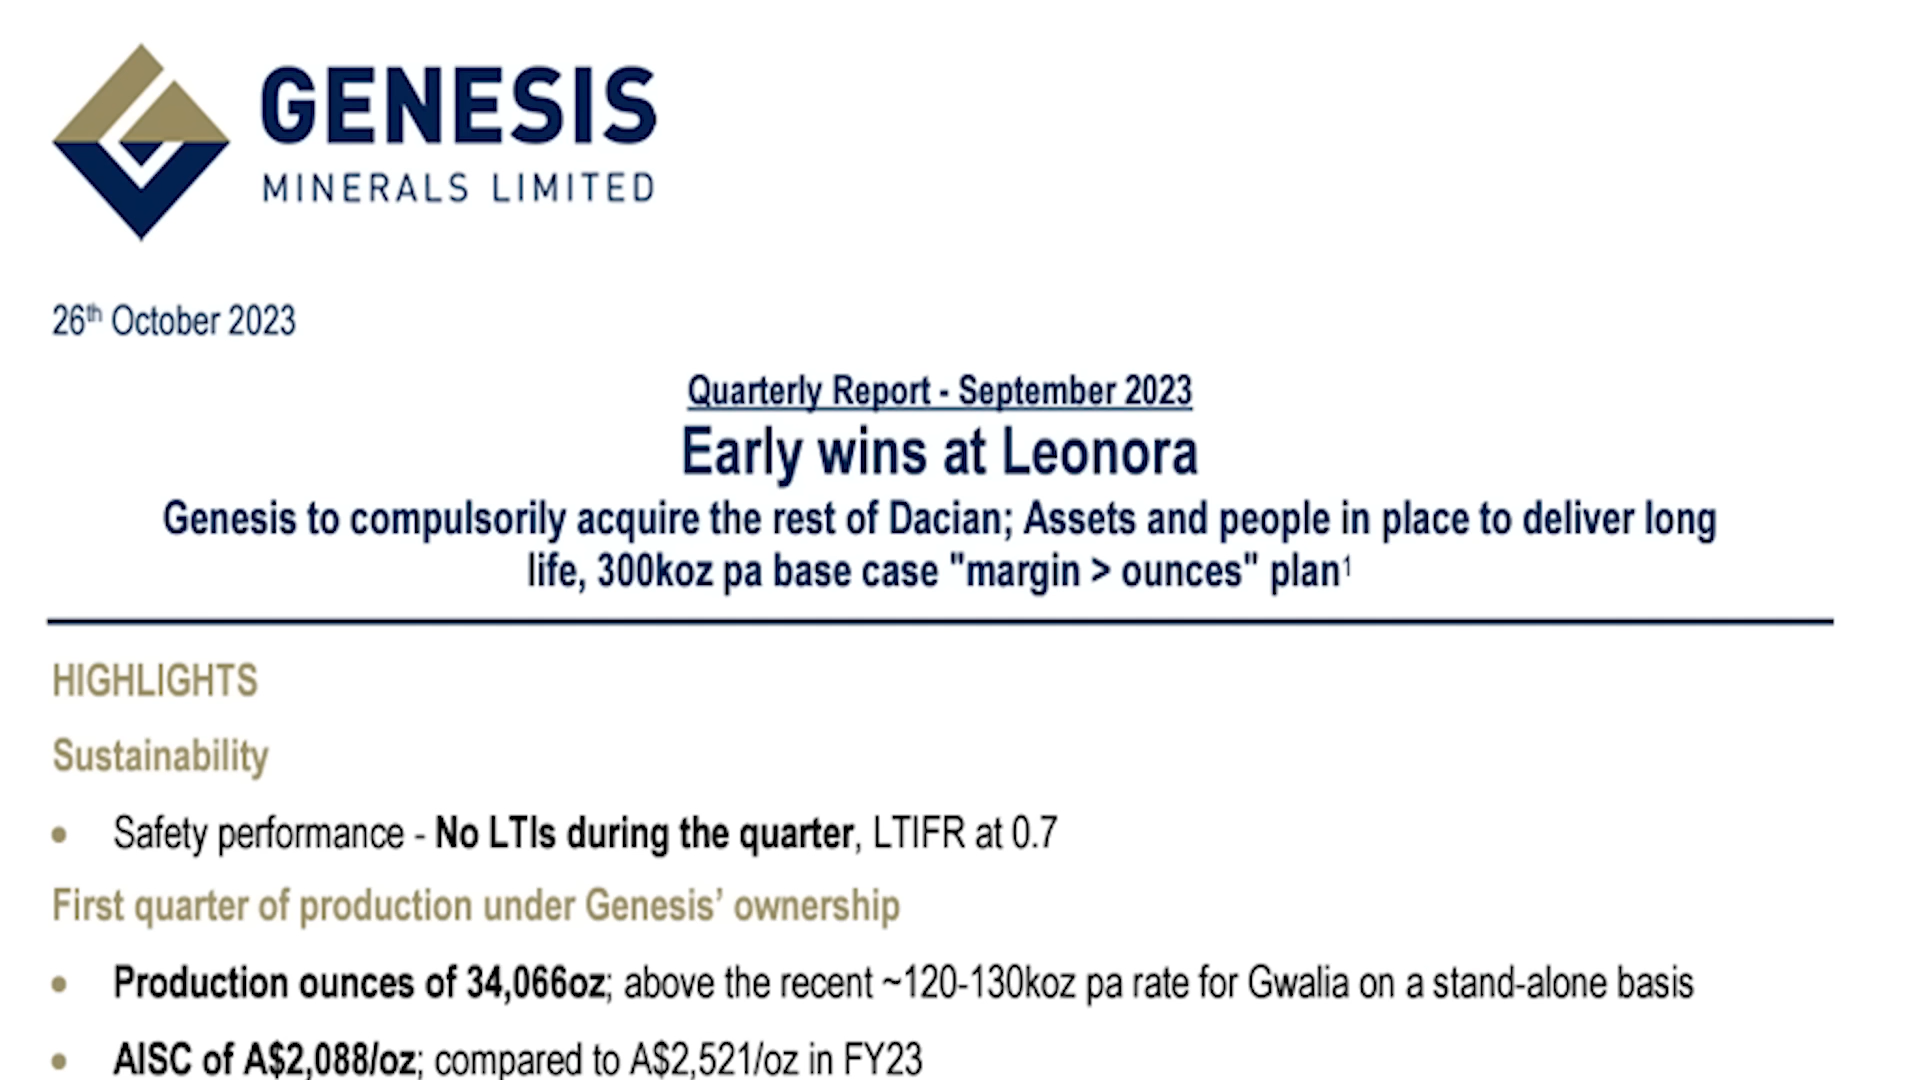 GENESIS
MINERALS LIMITED
26th October 2023
Quarterly Report - September 2023
Early wins at Leonora
Genesis to compulsorily acquire the rest of Dacian; Assets and people in place to deliver long
life, 300koz pa base case "margin > ounces" plan¹
HIGHLIGHTS
Sustainability
• Safety performance - No LTIs during the quarter, LTIFR at 0.7
First quarter of production under Genesis’ ownership
• Production ounces of 34,066oz; above the recent ~120-130koz pa rate for Gwalia on a stand-alone basis
• AISC of A$2,088/oz; compared to A$2,521/oz in FY23